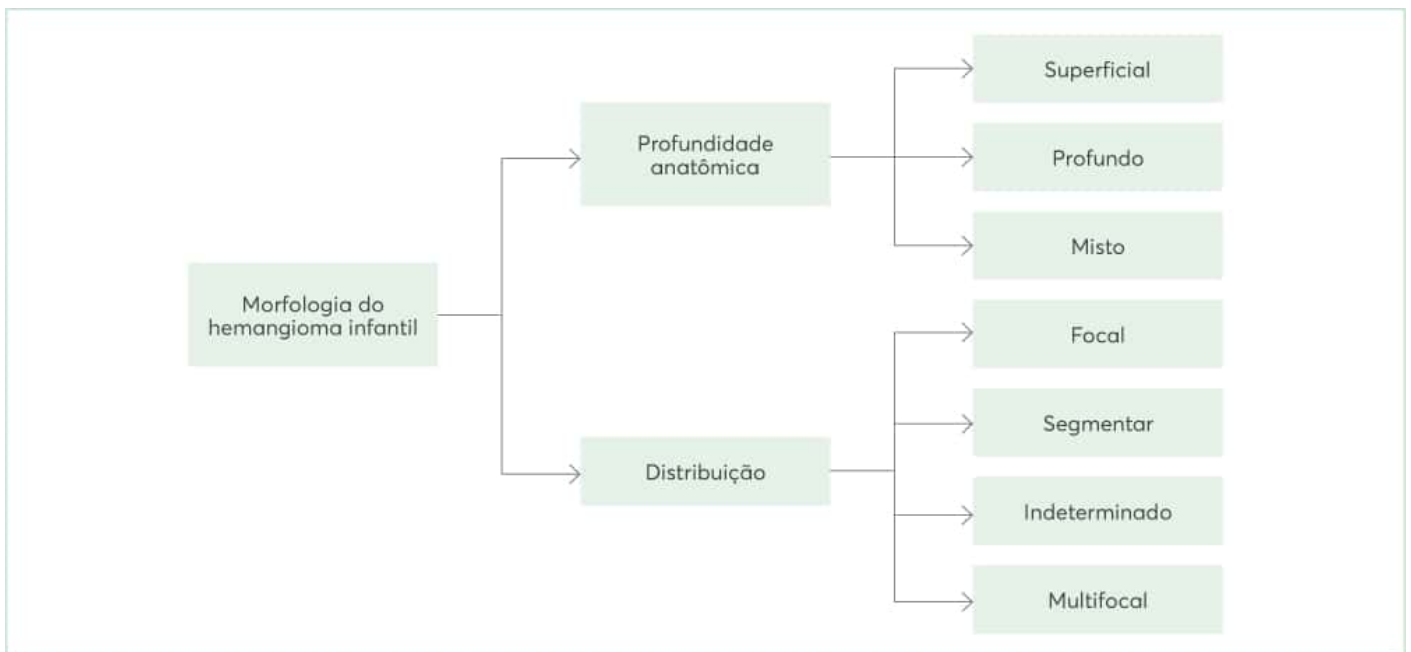 Morfologia do
hemangioma infantil
Profundidade
anatômica
Superficial
Profundo
Misto
Distribuição
Focal
Segmentar
Indeterminado
Multifocal